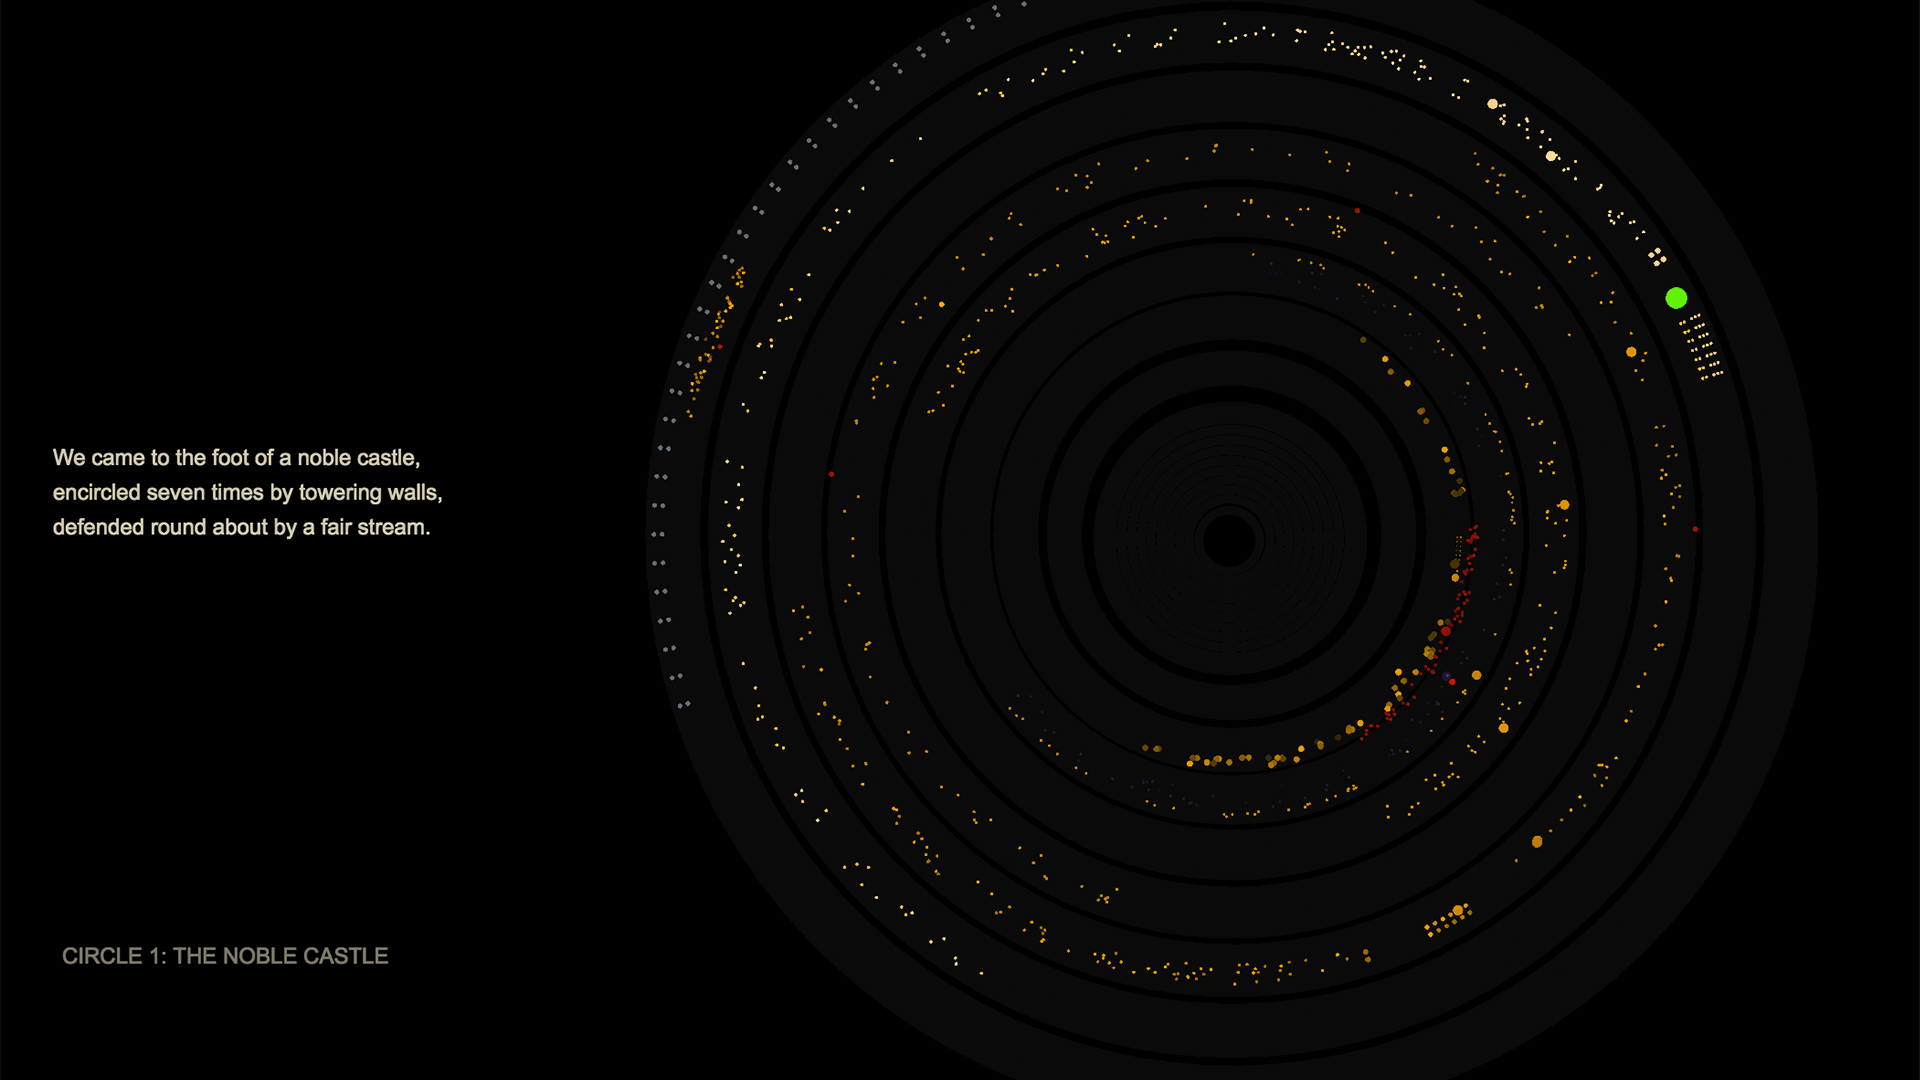 We came to the foot of a noble castle,
encircled seven times by towering walls,
defended round about by a fair stream.
CIRCLE 1: THE NOBLE CASTLE